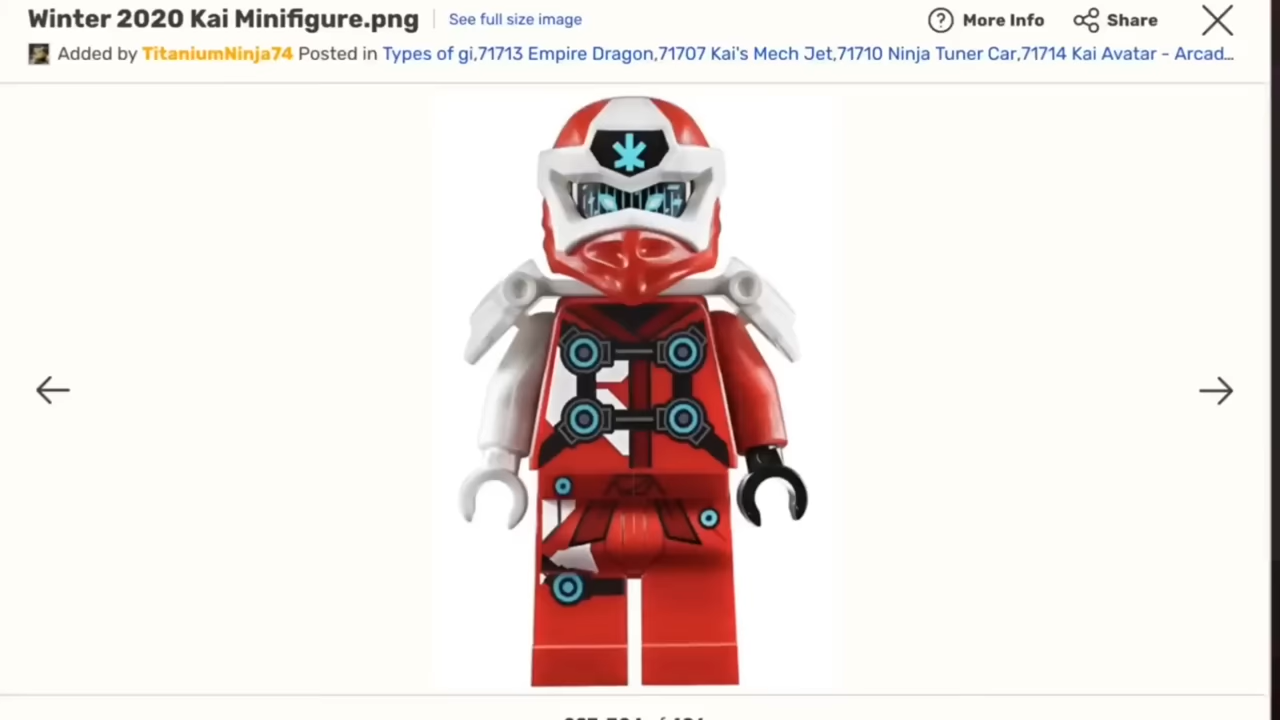 Winter 2020 Kai Minifigure.png
See full size image
More Info
Share
Added by TitaniumNinja74 Posted in Types of gi,71713 Empire Dragon,71707 Kai's Mech Jet,71710 Ninja Tuner Car,71714 Kai Avatar - Arcad...